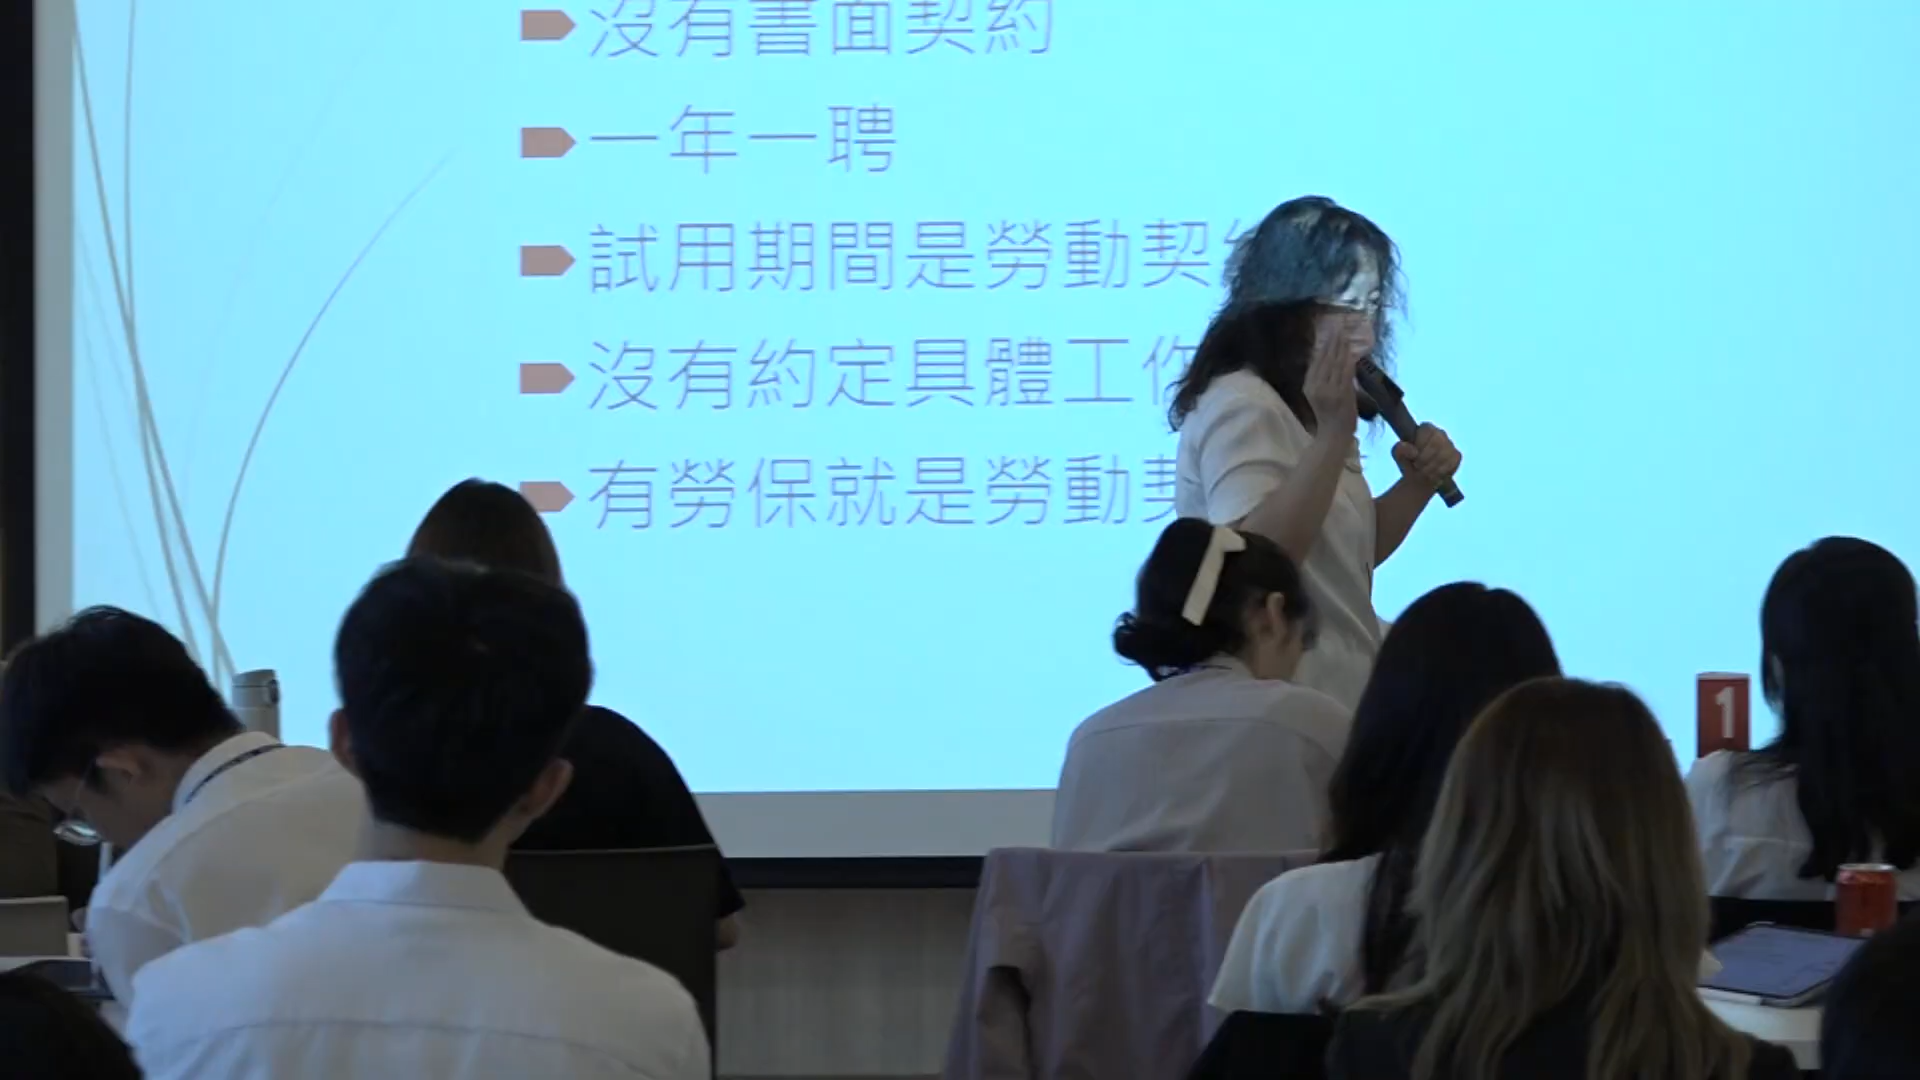 沒有書面契約
一年一聘
試用期間是勞動契約
沒有約定具體工作
有勞保就是勞動契
1